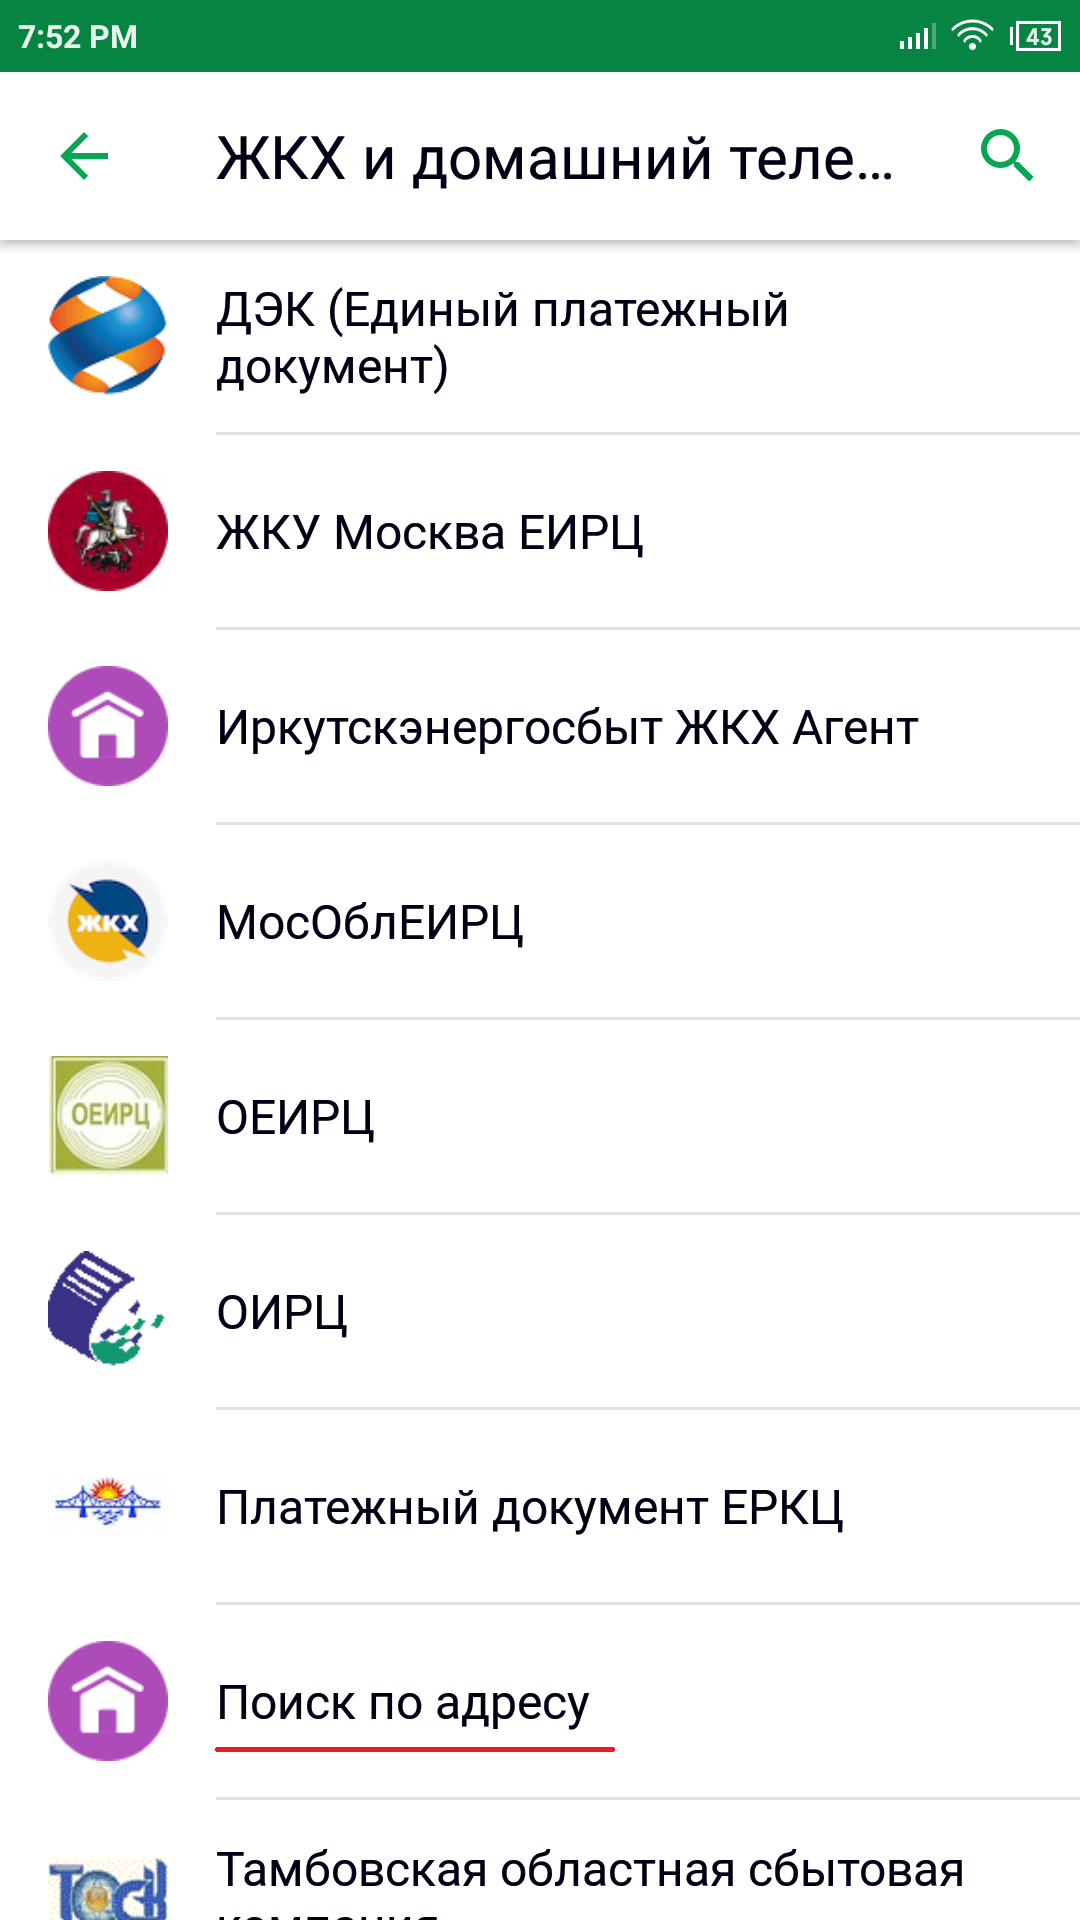 7:52 PM
43
ЖКХ и домашний теле...
ДЭК (Единый платежный
документ)
ЖКУ Москва ЕИРЦ
Иркутскэнергосбыт ЖКХ Агент
ЖКХ
МосОблЕИРЦ
ОЕИРЦ
ОЕИРЦ
ОИРЦ
Платежный документ ЕРКЦ
Поиск по адресу
Тоск
Тамбовская областная сбытовая
компания